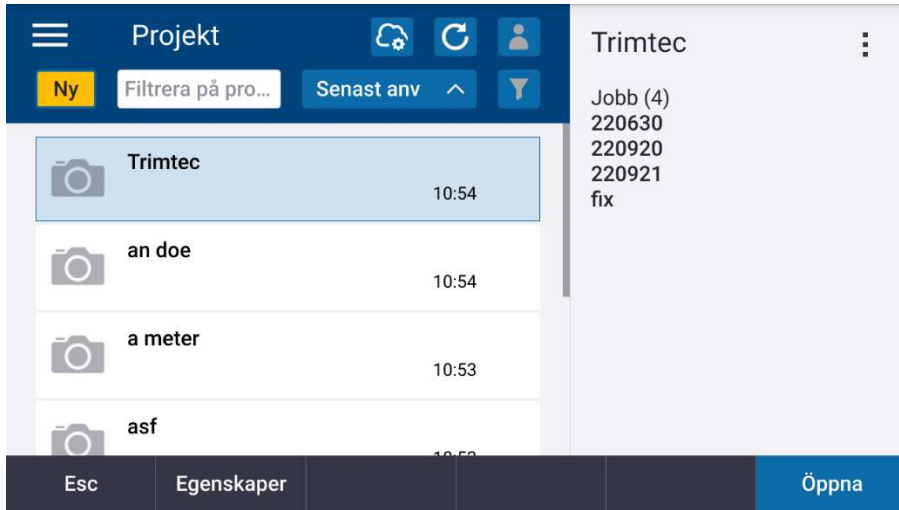 Projekt
Ny
Filtrera på pro...
Senast anv
Trimtec
10:54
an doe
10:54
a meter
10:53
asf
Trimtec
Jobb (4)
220630
220920
220921
fix
Esc
Egenskaper
Öppna